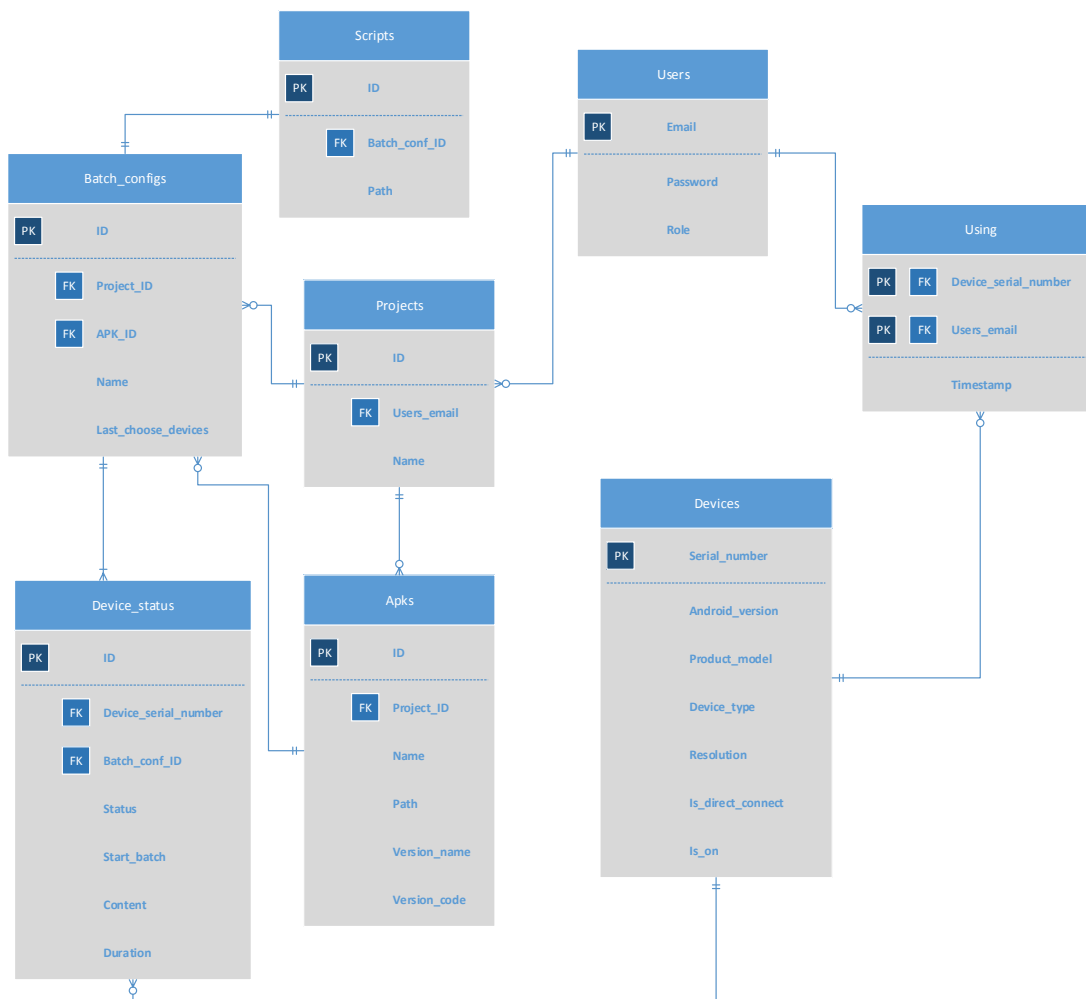 Scripts
PK ID
FK Batch_conf_ID
Path
Users
PK Email
Password
Role
Batch_configs
PK ID
FK Project_ID
FK APK_ID
Name
Last_choose_devices
Using
PK FK Device_serial_number
PK FK Users_email
Timestamp
Projects
PK ID
FK Users_email
Name
Devices
PK Serial_number
Android_version
Product_model
Device_type
Resolution
Is_direct_connect
Is_on
Device_status
PK ID
FK Device_serial_number
FK Batch_conf_ID
Status
Start_batch
Content
Duration
Apks
PK ID
FK Project_ID
Name
Path
Version_name
Version_code